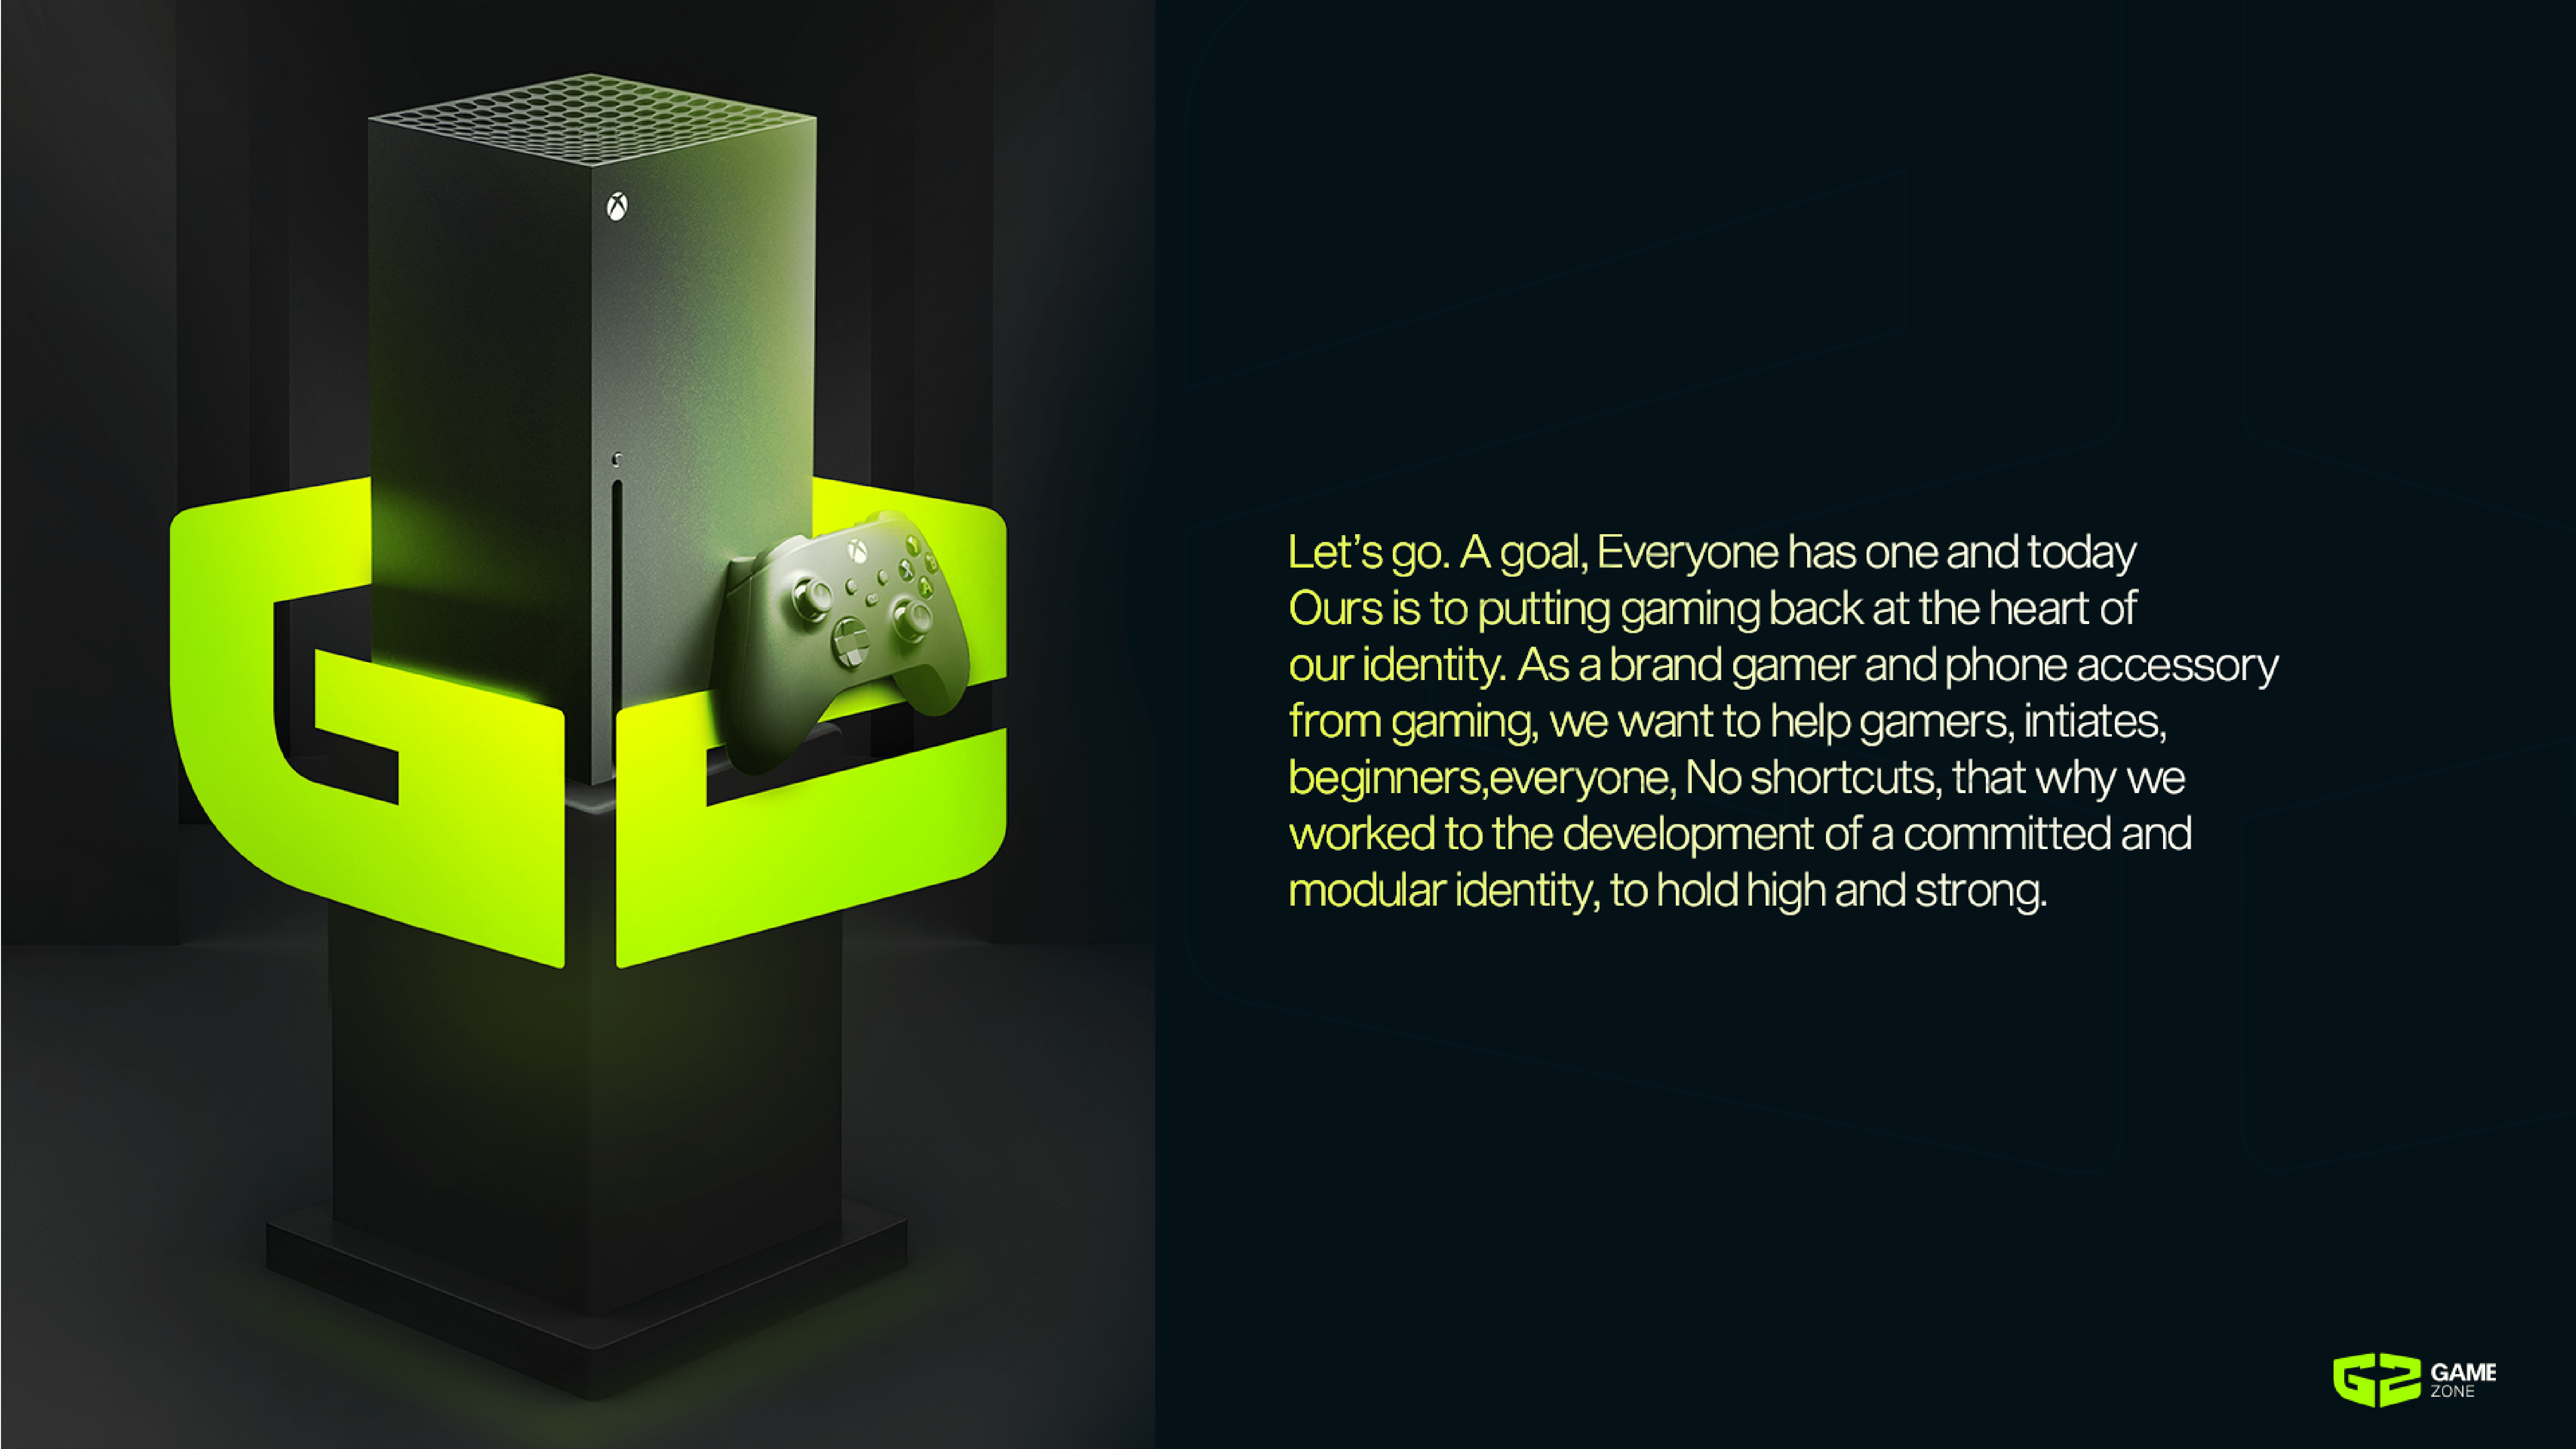 Let's go. A goal, Everyone has one and today
Ours is to putting gaming back at the heart of
our identity. As a brand gamer and phone accessory
from gaming, we want to help gamers, intiates,
beginners,everyone, No shortcuts, that why we
worked to the development of a committed and
modular identity, to hold high and strong.
GZ GAME
ZONE